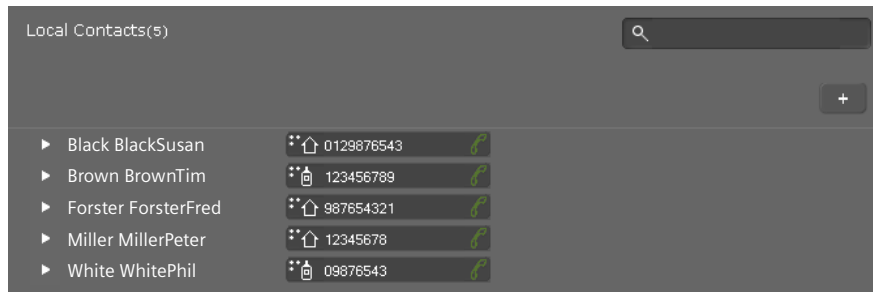 Local Contacts(5)
+
Black BlackSusan 0129876543
Brown BrownTim 123456789
Forster ForsterFred 987654321
Miller MillerPeter 12345678
White WhitePhil 09876543